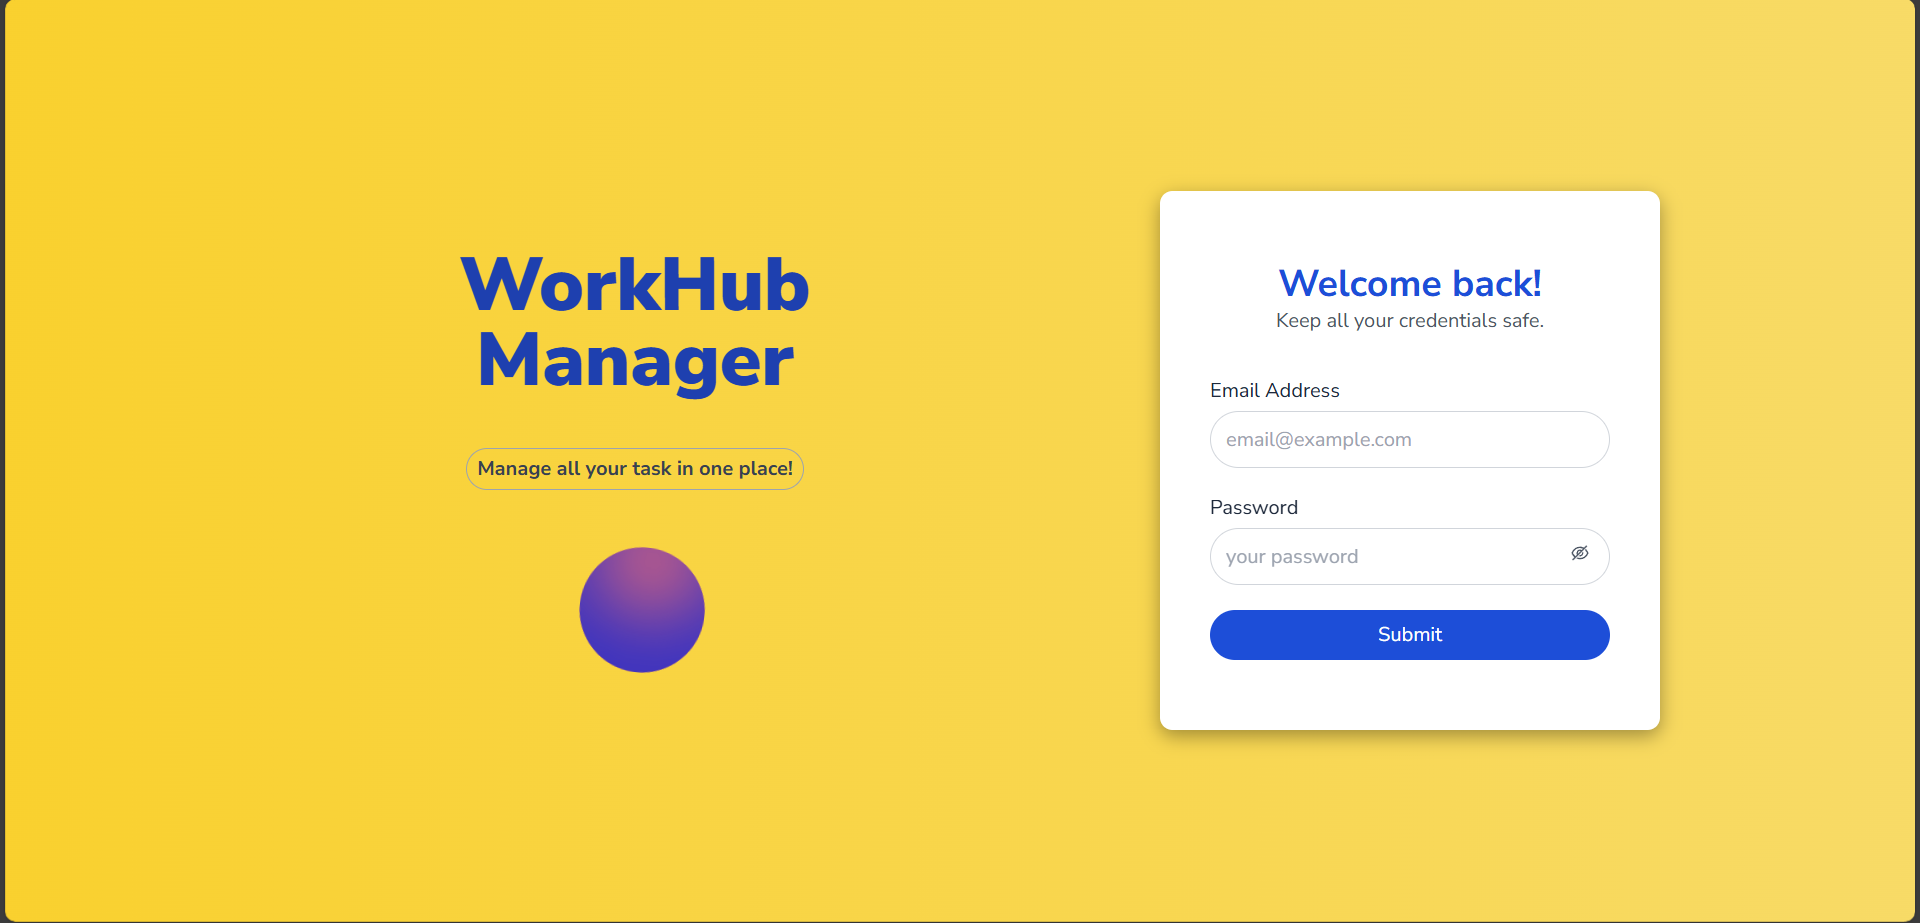 WorkHub
Manager
Manage all your task in one place!
Welcome back!
Keep all your credentials safe.
Email Address
email@example.com
Password
your password
Submit